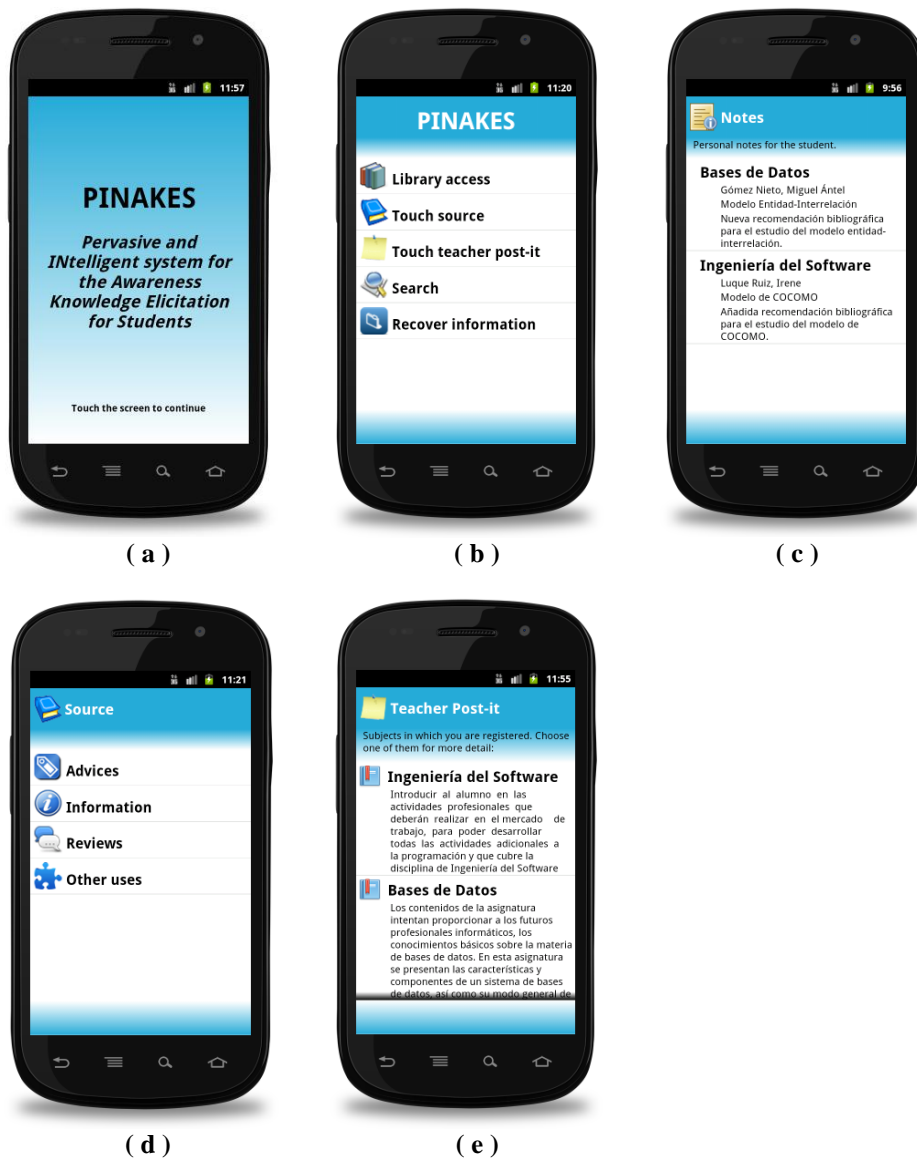 11:57
PINAKES
Pervasive and
INtelligent system for
the Awareness
Knowledge Elicitation
for Students
Touch the screen to continue
( a )
11:20
PINAKES
Library access
Touch source
Touch teacher post-it
Search
Recover information
( b )
9:56
Notes
Personal notes for the student.
Bases de Datos
Gómez Nieto, Miguel Ántel
Modelo Entidad-Interrelación
Nueva recomendación bibliográfica
para el estudio del modelo entidad-
interrelación.
Ingeniería del Software
Luque Ruiz, Irene
Modelo de COCOMO
Añadida recomendación bibliográfica
para el estudio del modelo de
COCOMO.
( c )
11:21
Source
Advices
Information
Reviews
Other uses
( d )
11:55
Teacher Post-it
Subjects in which you are registered. Choose
one of them for more detail:
Ingeniería del Software
Introducir al alumno en las
actividades profesionales que
deberán realizar en el mercado de
trabajo, para poder desarrollar
todas las actividades adicionales a
la programación y que cubre la
disciplina de Ingeniería del Software
Bases de Datos
Los contenidos de la asignatura
intentan proporcionar a los futuros
profesionales informáticos, los
conocimientos básicos sobre la materia
de bases de datos. En esta asignatura
se presentan las características y
componentes de un sistema de bases
de datos, así como su modo general de
( e )